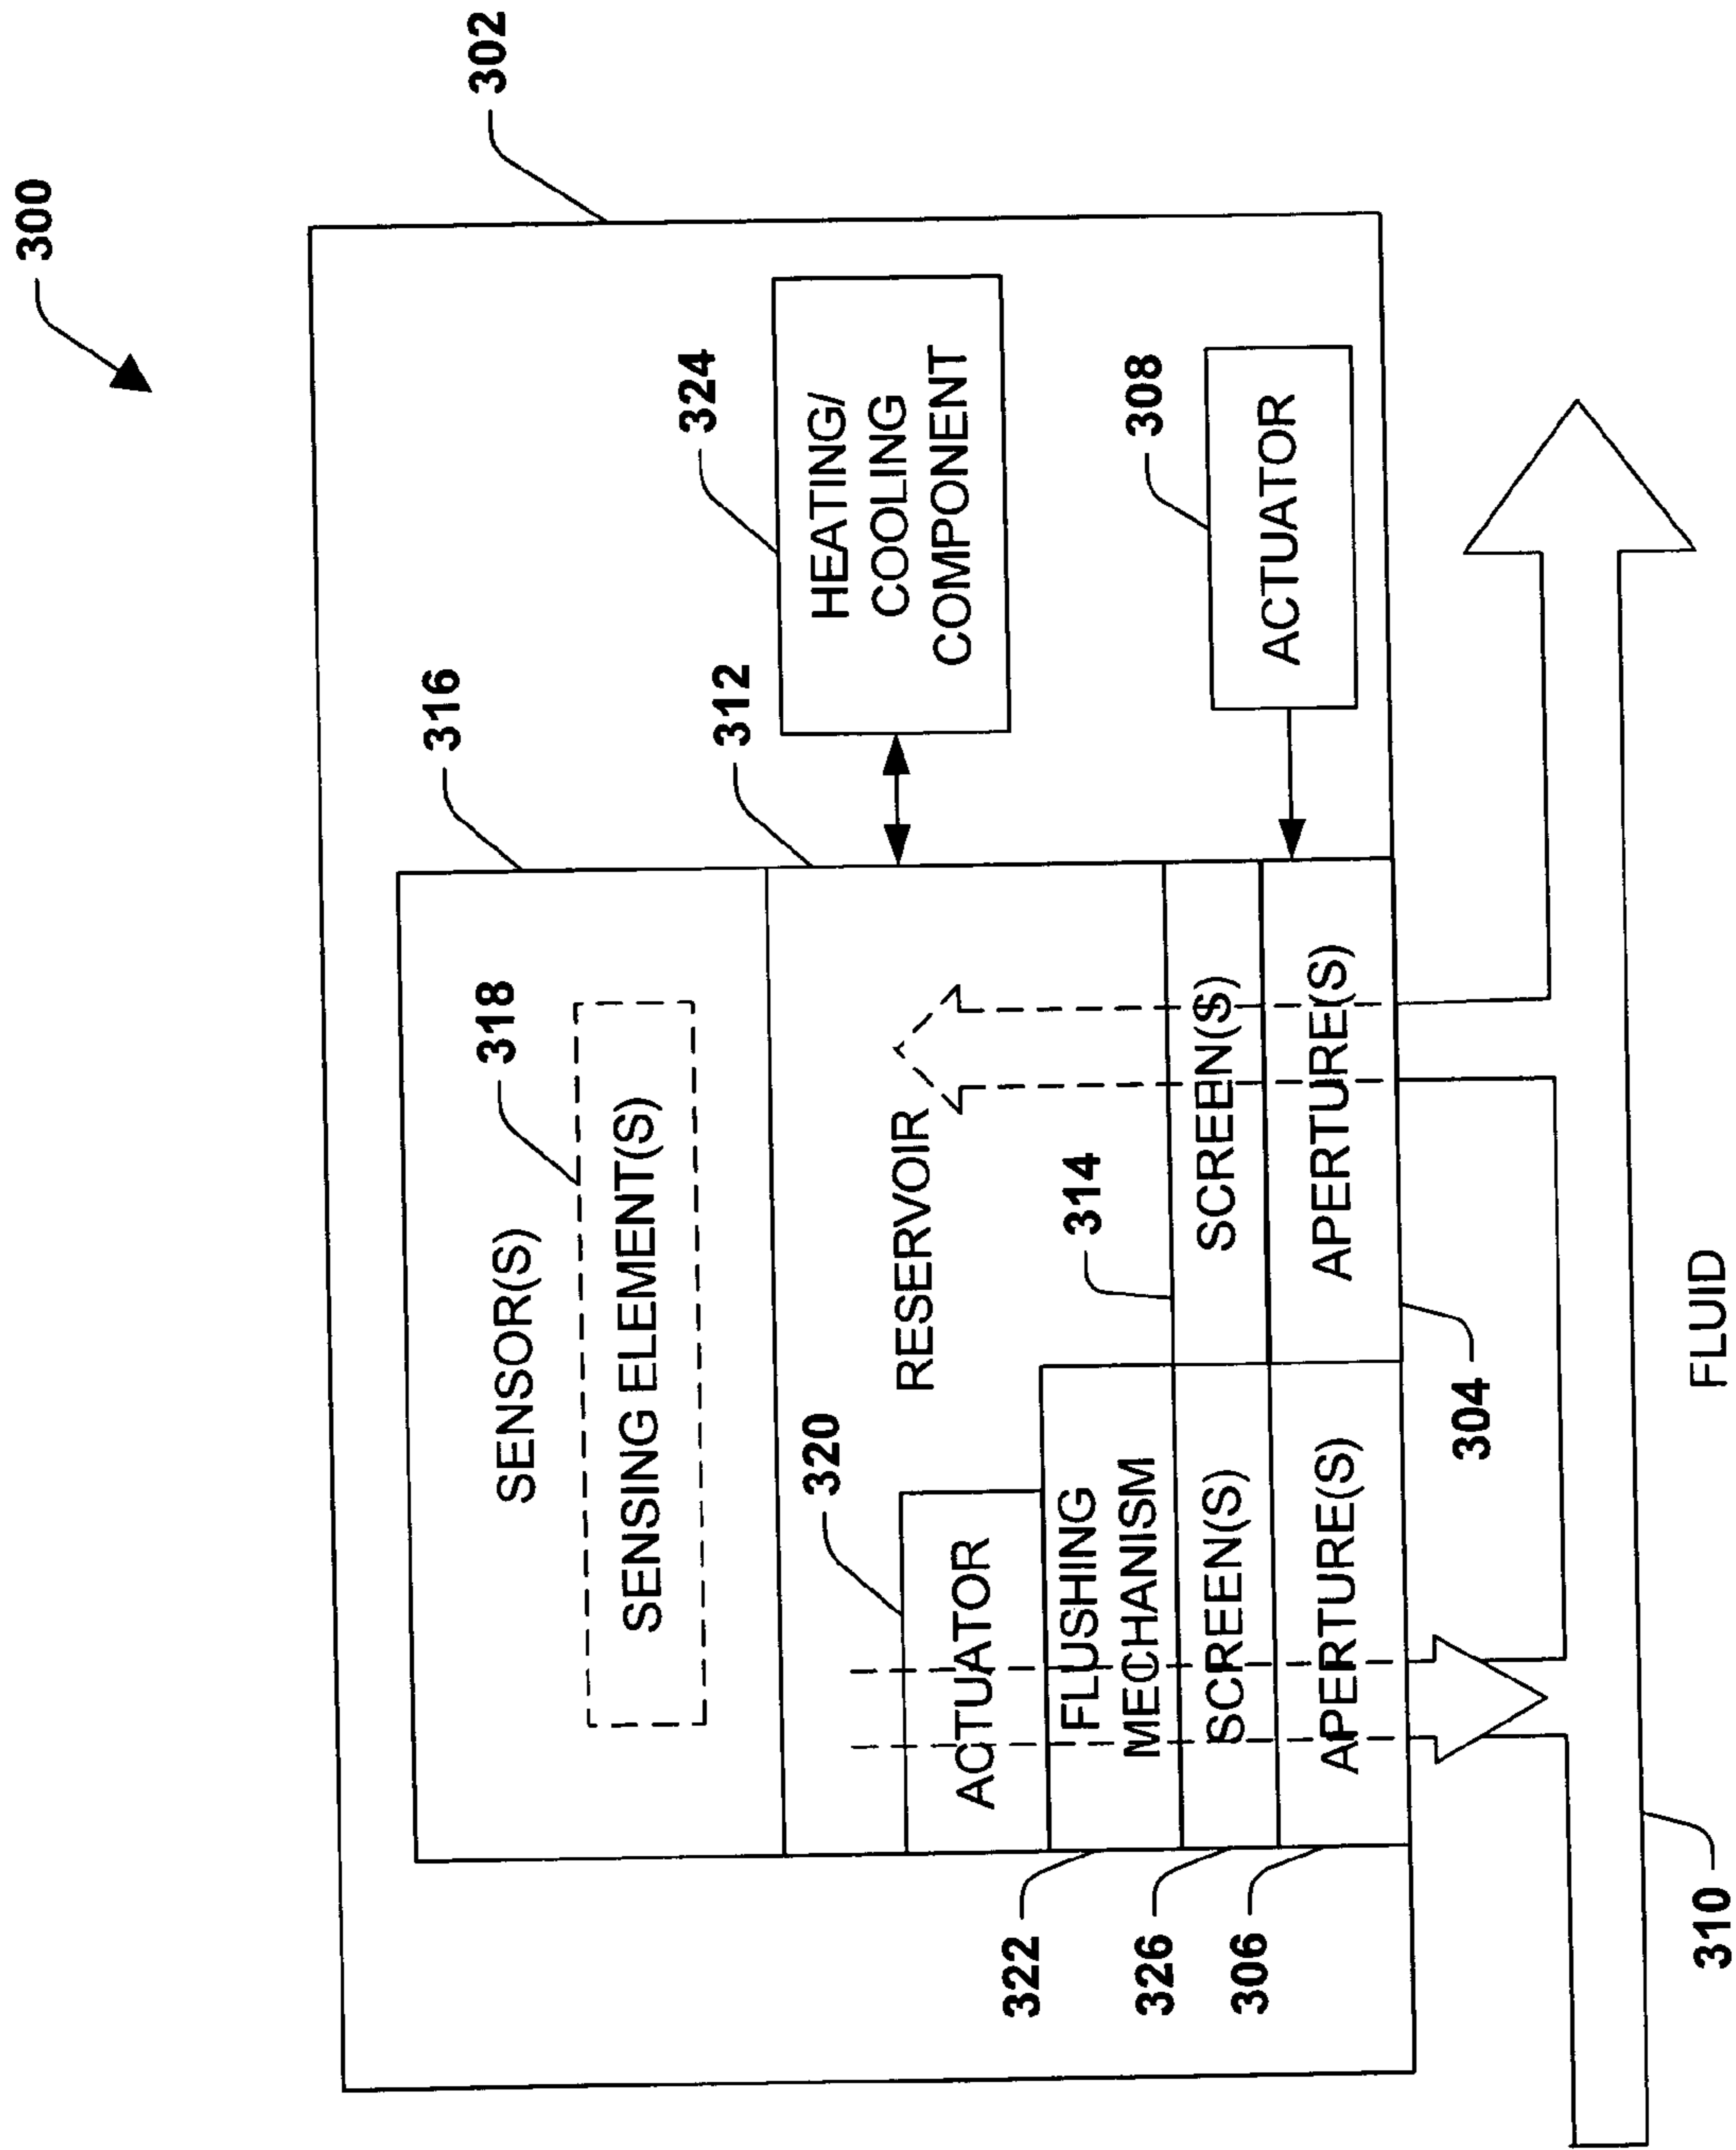 300
302
316
SENSOR(S)
318
SENSING ELEMENT(S)
312
324
HEATING/
COOLING
COMPONENT
320
RESERVOIR
ACTUATOR
322
FLUSHING
MECHANISM
314
308
ACTUATOR
326
SCREEN(S)
SCREEN(S)
306
APERTURE(S)
APERTURE(S)
304
310
FLUID